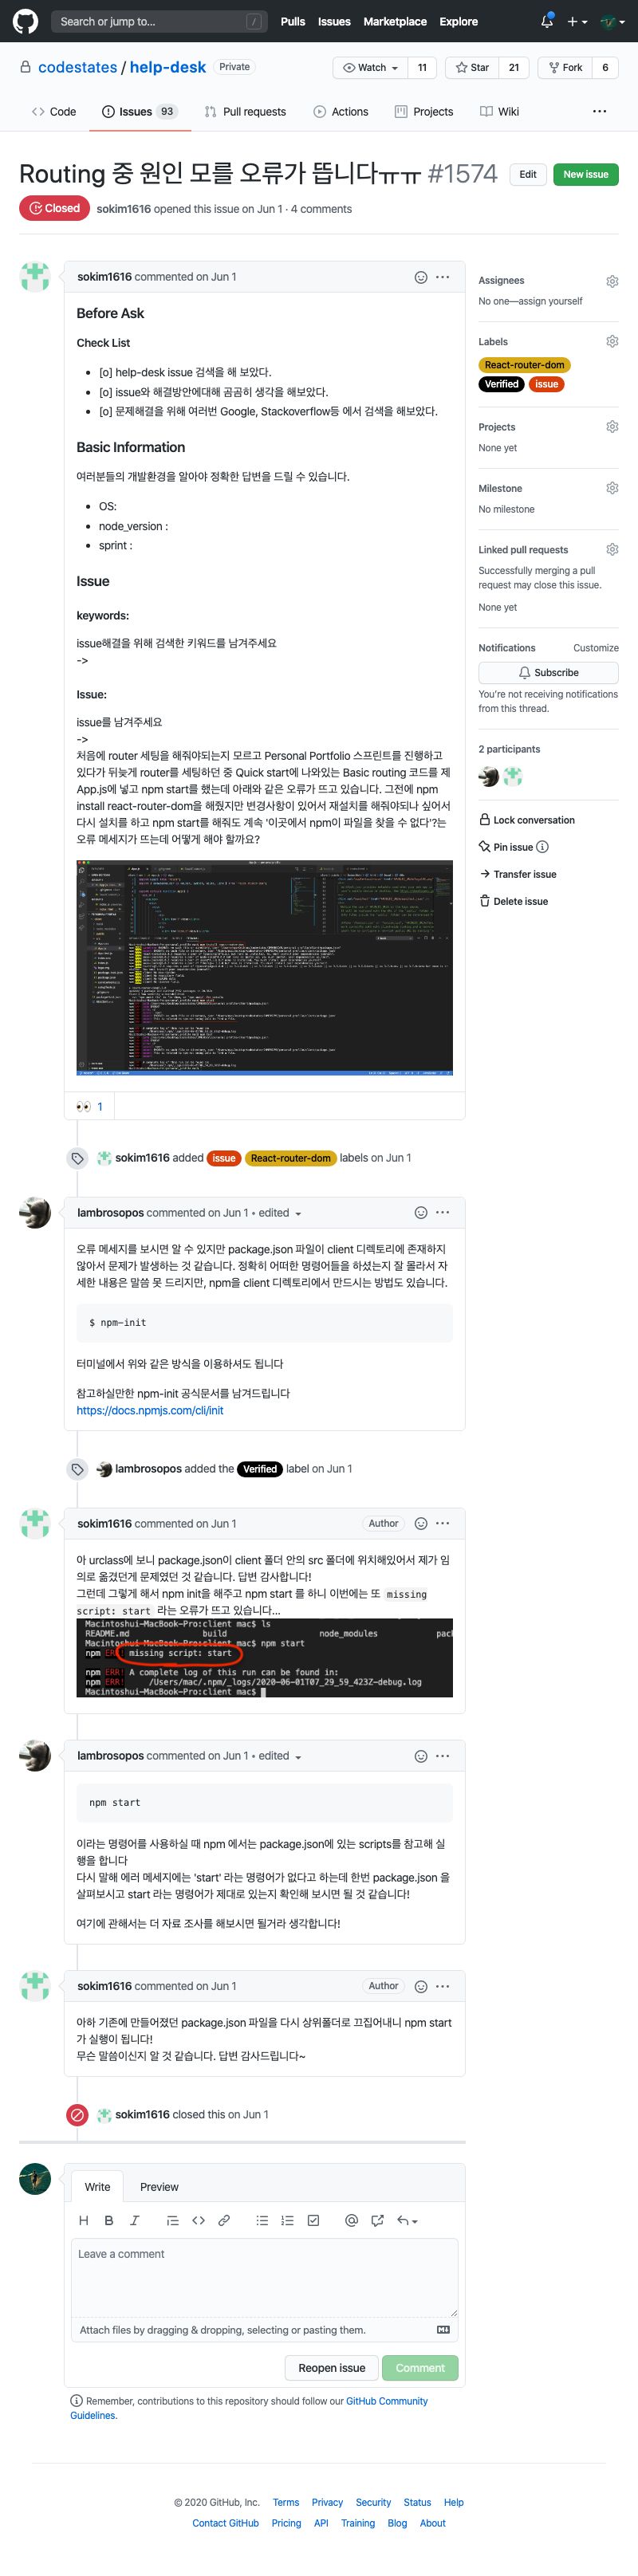 Search or jump to... /
Pulls Issues Marketplace Explore
codestates / help-desk Private
Watch 11 Star 21 Fork 6
Code Issues 93 Pull requests Actions Projects Wiki ...
Routing 중 원인 모를 오류가 뜹니다ㅠㅠ #1574
Edit New issue
Closed sokim1616 opened this issue on Jun 1 · 4 comments
sokim1616 commented on Jun 1
Before Ask
Check List
• [o] help-desk issue 검색을 해 보았다.
• [o] issue와 해결방안에대해 곰곰히 생각을 해보았다.
• [o] 문제해결을 위해 여러번 Google, Stackoverflow등 에서 검색을 해보았다.
Basic Information
여러분들의 개발환경을 알아야 정확한 답변을 드릴 수 있습니다.
• OS:
• node_version :
• sprint :
Issue
keywords:
issue해결을 위해 검색한 키워드를 남겨주세요
->
Issue:
issue를 남겨주세요
->
처음에 router 세팅을 해줘야되는지 모르고 Personal Portfolio 스프린트를 진행하고
있다가 뒤늦게 router를 세팅하던 중 Quick start에 나와있는 Basic routing 코드를 제
App.js에 넣고 npm start를 했는데 아래와 같은 오류가 뜨고 있습니다. 그전에 npm
install react-router-dom을 해줬지만 변경사항이 있어서 재설치를 해줘야되나 싶어서
다시 설치를 하고 npm start를 해줘도 계속 '이곳에서 npm이 파일을 찾을 수 없다'?는
오류 메세지가 뜨는데 어떻게 해야 할까요?
1
sokim1616 added issue React-router-dom labels on Jun 1
lambrosopos commented on Jun 1 • edited
오류 메세지를 보시면 알 수 있지만 package.json 파일이 client 디렉토리에 존재하지
않아서 문제가 발생하는 것 같습니다. 정확히 어떠한 명령어들을 하셨는지 잘 몰라서 자
세한 내용은 말씀 못 드리지만, npm을 client 디렉토리에서 만드시는 방법도 있습니다.
$ npm-init
터미널에서 위와 같은 방식을 이용하셔도 됩니다
참고하실만한 npm-init 공식문서를 남겨드립니다
https://docs.npmjs.com/cli/init
lambrosopos added the Verified label on Jun 1
sokim1616 commented on Jun 1 Author
아 urclass에 보니 package.json이 client 폴더 안의 src 폴더에 위치해있어서 제가 임
의로 옮겼던게 문제였던 것 같습니다. 답변 감사합니다!
그런데 그렇게 해서 npm init을 해주고 npm start 를 하니 이번에는 또 missing
script: start 라는 오류가 뜨고 있습니다...
Macintoshui-MacBook-Pro:client mac$ ls
README.md build node_modules pac
Macintoshui-MacBook-Pro:client mac$ npm start
npm ERR! missing script: start
npm ERR! A complete log of this run can be found in:
npm ERR! /Users/mac/.npm/_logs/2020-06-01T07_29_59_423Z-debug.log
Macintoshui-MacBook-Pro:client mac$
lambrosopos commented on Jun 1 • edited
npm start
이라는 명령어를 사용하실 때 npm 에서는 package.json에 있는 scripts를 참고해 실
행을 합니다
다시 말해 에러 메세지에는 'start' 라는 명령어가 없다고 하는데 한번 package.json 을
살펴보시고 start 라는 명령어가 제대로 있는지 확인해 보시면 될 것 같습니다!
여기에 관해서는 더 자료 조사를 해보시면 될거라 생각합니다!
sokim1616 commented on Jun 1 Author
아하 기존에 만들어졌던 package.json 파일을 다시 상위폴더로 끄집어내니 npm start
가 실행이 됩니다!
무슨 말씀이신지 알 것 같습니다. 답변 감사드립니다~
sokim1616 closed this on Jun 1
Write Preview
Leave a comment
Attach files by dragging & dropping, selecting or pasting them.
Reopen issue Comment
Remember, contributions to this repository should follow our GitHub Community
Guidelines.
Assignees
No one—assign yourself
Labels
React-router-dom
Verified issue
Projects
None yet
Milestone
No milestone
Linked pull requests
Successfully merging a pull
request may close this issue.
None yet
Notifications Customize
Subscribe
You're not receiving notifications
from this thread.
2 participants
Lock conversation
Pin issue
Transfer issue
Delete issue
© 2020 GitHub, Inc. Terms Privacy Security Status Help
Contact GitHub Pricing API Training Blog About